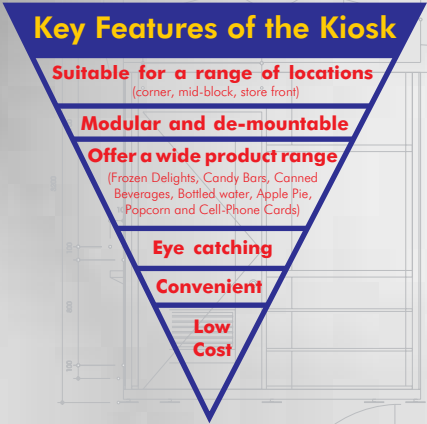 Key Features of the Kiosk
Suitable for a range of locations
(corner, mid-block, store front)
Modular and de-mountable
Offer a wide product range
(Frozen Delights, Candy Bars, Canned
Beverages, Bottled water, Apple Pie,
Popcorn and Cell-Phone Cards)
Eye catching
Convenient
Low
Cost